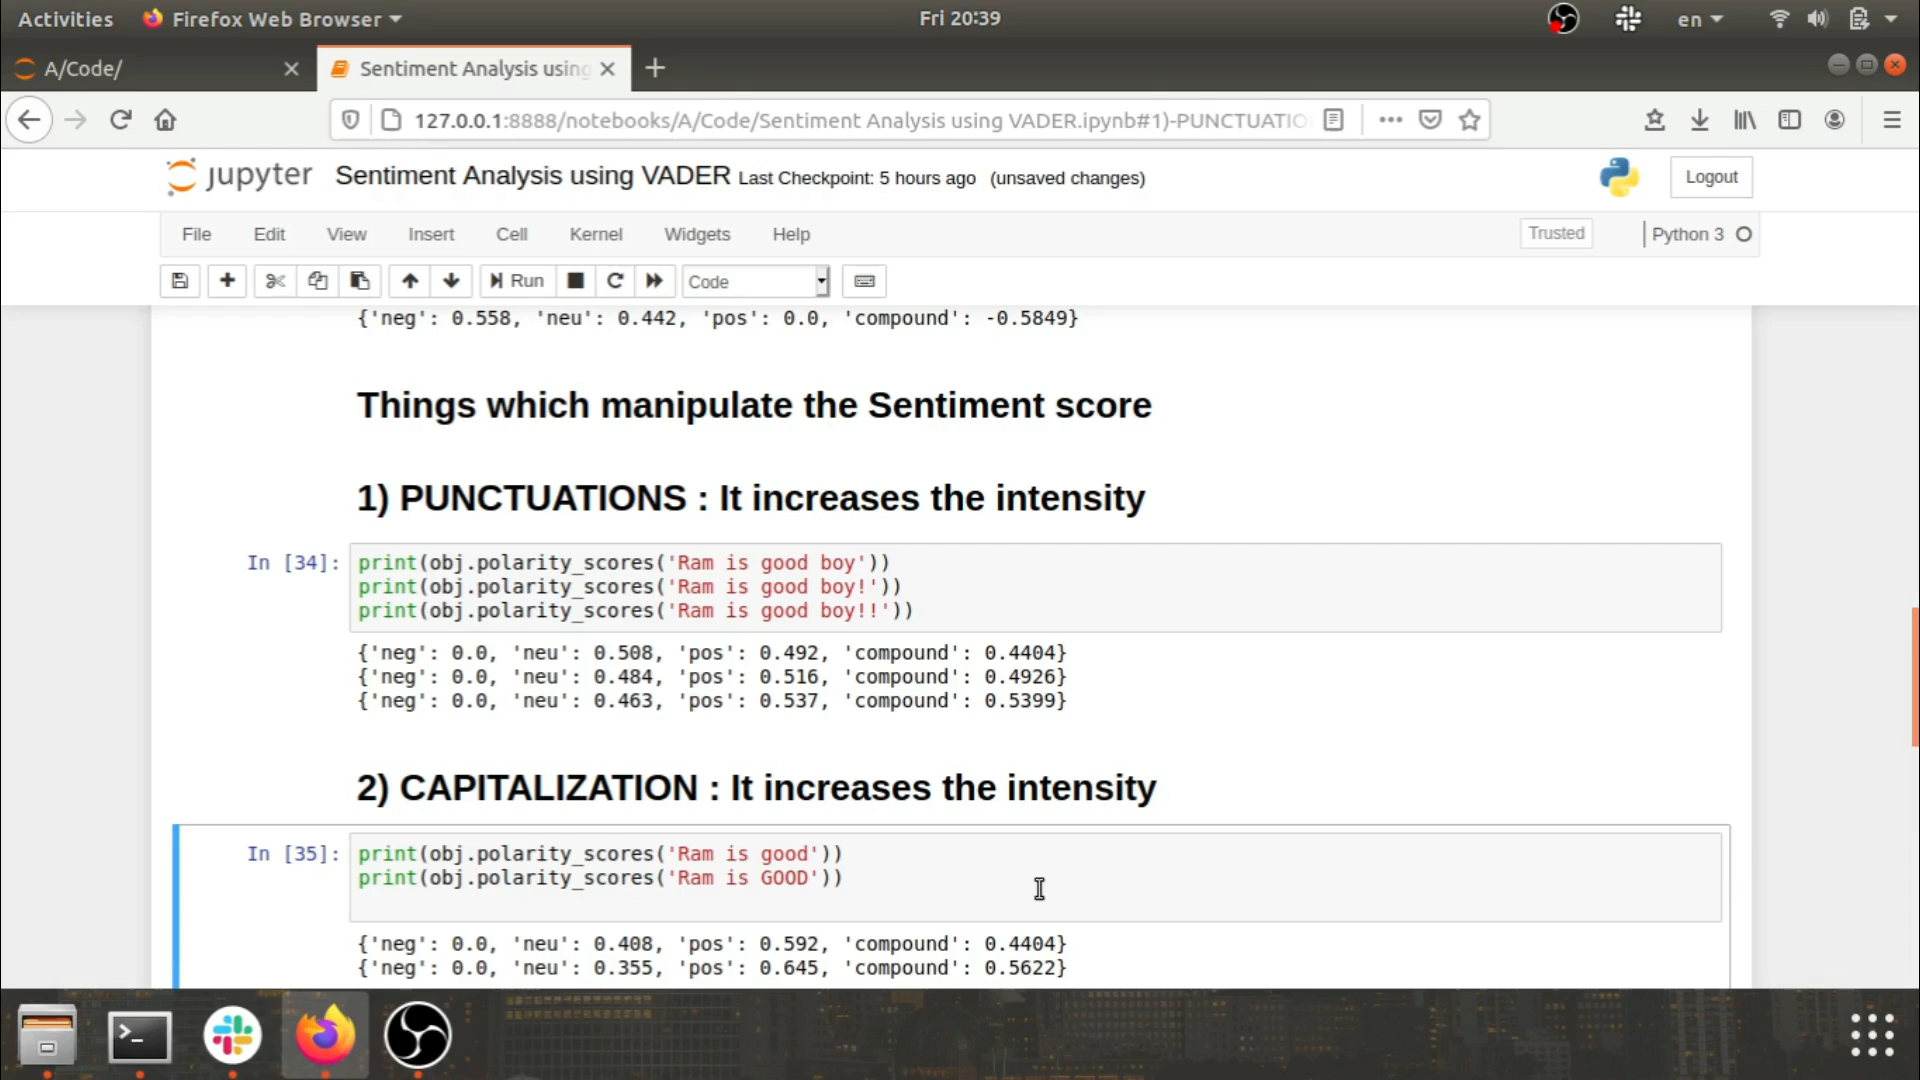 Activities Firefox Web Browser Fri 20:39 en
A/Code/ Sentiment Analysis using
127.0.0.1:8888/notebooks/A/Code/Sentiment Analysis using VADER.ipynb#1)-PUNCTUATIO
jupyter Sentiment Analysis using VADER Last Checkpoint: 5 hours ago (unsaved changes) Logout
File Edit View Insert Cell Kernel Widgets Help Trusted Python 3
Run Code
{'neg': 0.558, 'neu': 0.442, 'pos': 0.0, 'compound': -0.5849}
Things which manipulate the Sentiment score
1) PUNCTUATIONS : It increases the intensity
In [34]: print(obj.polarity_scores('Ram is good boy'))
print(obj.polarity_scores('Ram is good boy!'))
print(obj.polarity_scores('Ram is good boy!!'))
{'neg': 0.0, 'neu': 0.508, 'pos': 0.492, 'compound': 0.4404}
{'neg': 0.0, 'neu': 0.484, 'pos': 0.516, 'compound': 0.4926}
{'neg': 0.0, 'neu': 0.463, 'pos': 0.537, 'compound': 0.5399}
2) CAPITALIZATION : It increases the intensity
In [35]: print(obj.polarity_scores('Ram is good'))
print(obj.polarity_scores('Ram is GOOD'))
{'neg': 0.0, 'neu': 0.408, 'pos': 0.592, 'compound': 0.4404}
{'neg': 0.0, 'neu': 0.355, 'pos': 0.645, 'compound': 0.5622}